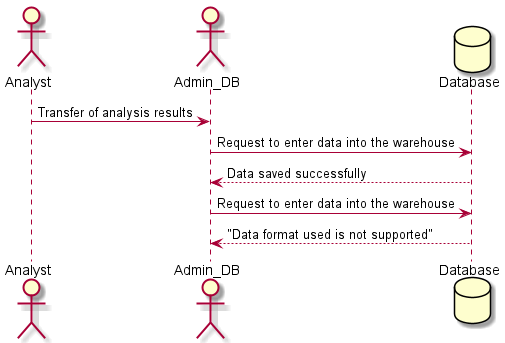 Analyst
Admin_DB
Database
Transfer of analysis results
Request to enter data into the warehouse
Data saved successfully
Request to enter data into the warehouse
"Data format used is not supported"
Analyst
Admin_DB
Database